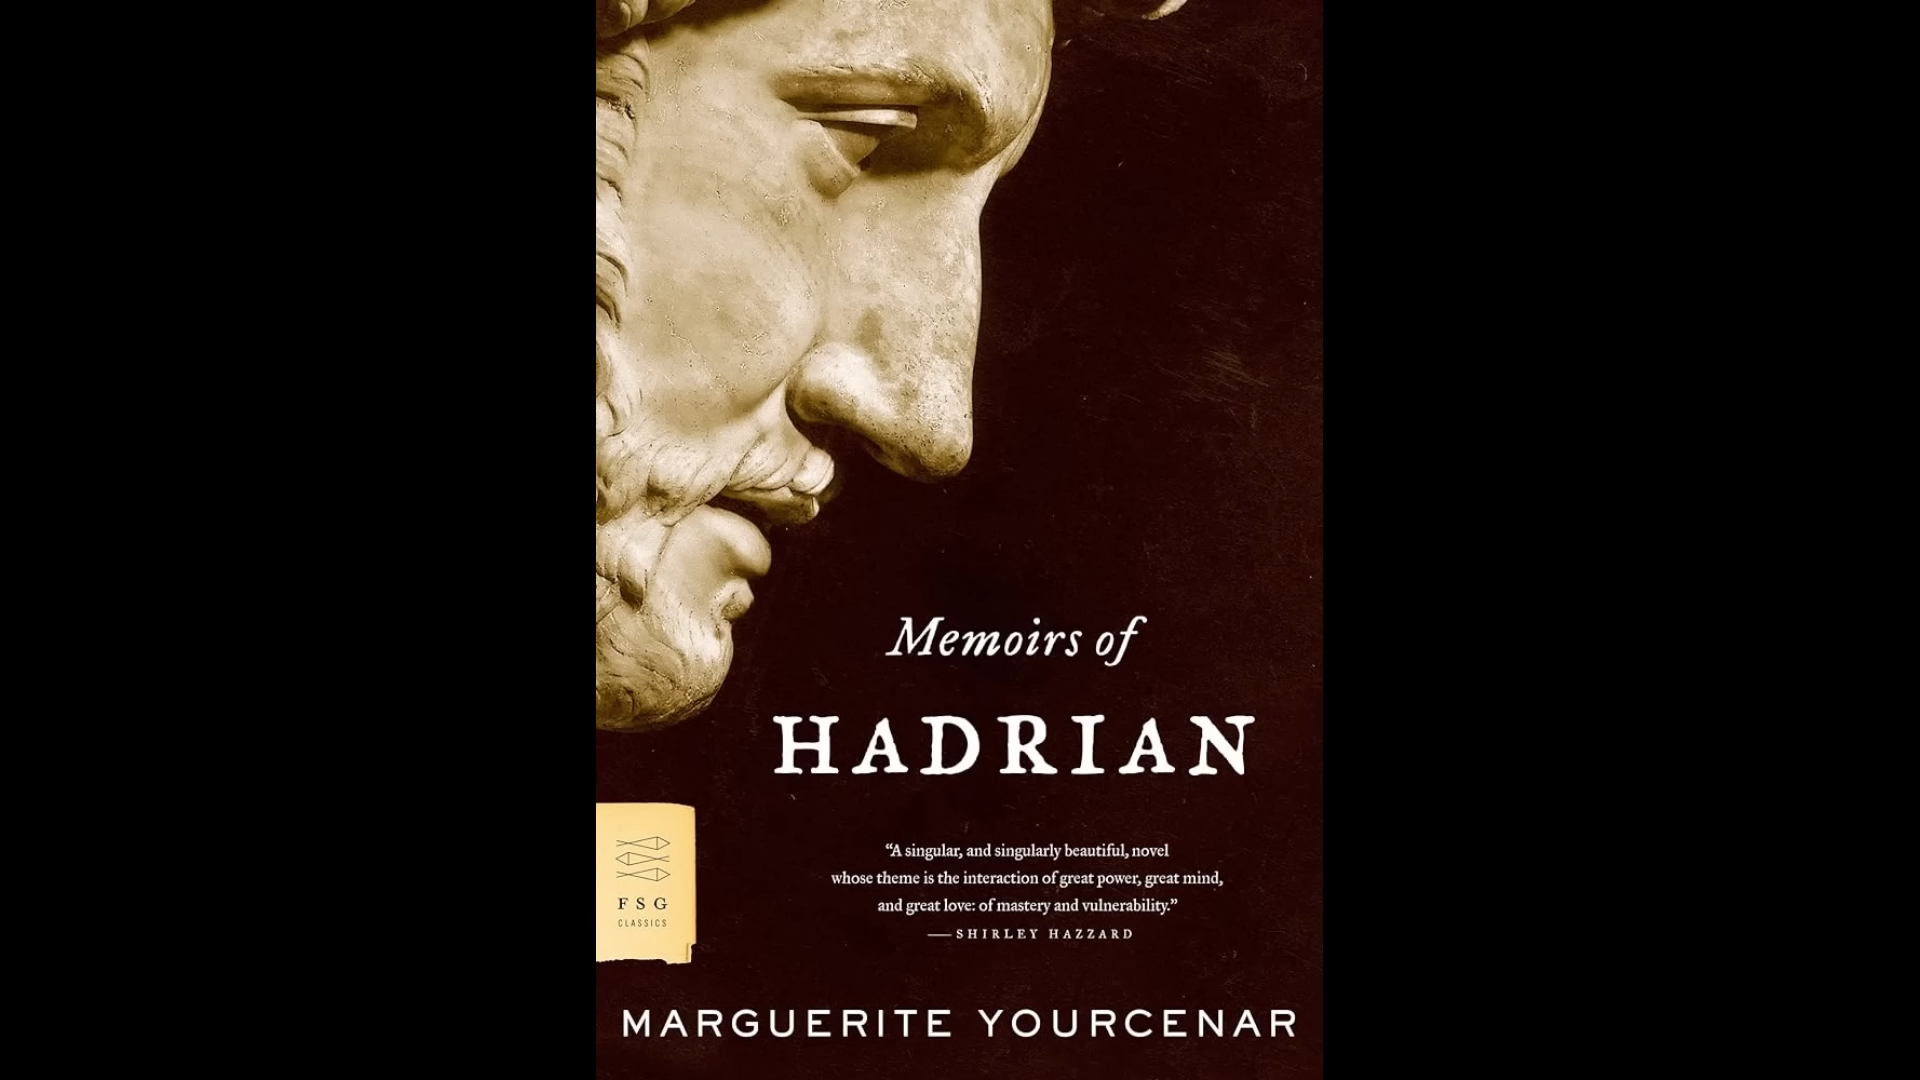 Memoirs of
HADRIAN
“A singular, and singularly beautiful, novel
whose theme is the interaction of great power, great mind,
and great love: of mastery and vulnerability.”
—SHIRLEY HAZZARD
FSG
CLASSICS
MARGUERITE YOURCENAR